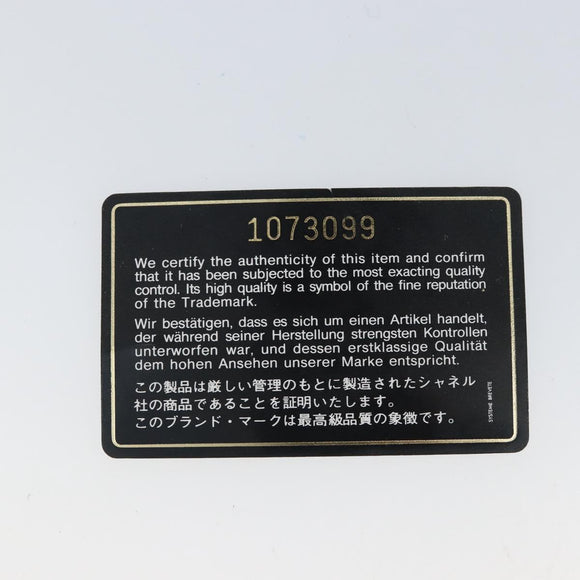 1073099
We certify the authenticity of this item and confirm
that it has been subjected to the most exacting quality
control. Its high quality is a symbol of the fine reputation
of the Trademark.
Wir bestätigen, dass es sich um einen Artikel handelt,
der während seiner Herstellung strengsten Kontrollen
unterworfen war, und dessen erstklassige Qualität
dem hohen Ansehen unserer Marke entspricht.
この製品は厳しい管理のもとに製造されたシャネル
社の商品であることを証明いたします。
このブランド・マークは最高級品質の象徴です。
SYSTEME BREVETE